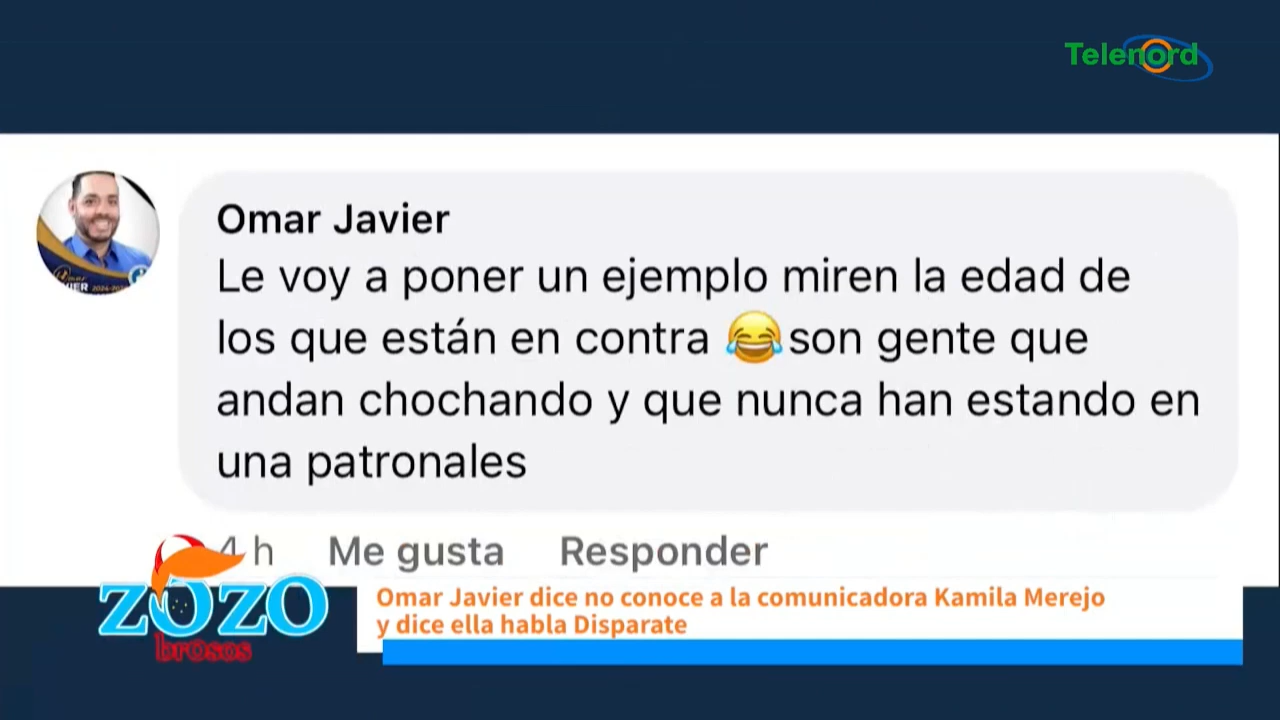 Telenord
Omar Javier
Le voy a poner un ejemplo miren la edad de
los que están en contra 😂son gente que
andan chochando y que nunca han estando en
una patronales
4 h Me gusta Responder
ZOZO
brosos
Omar Javier dice no conoce a la comunicadora Kamila Merejo
y dice ella habla Disparate